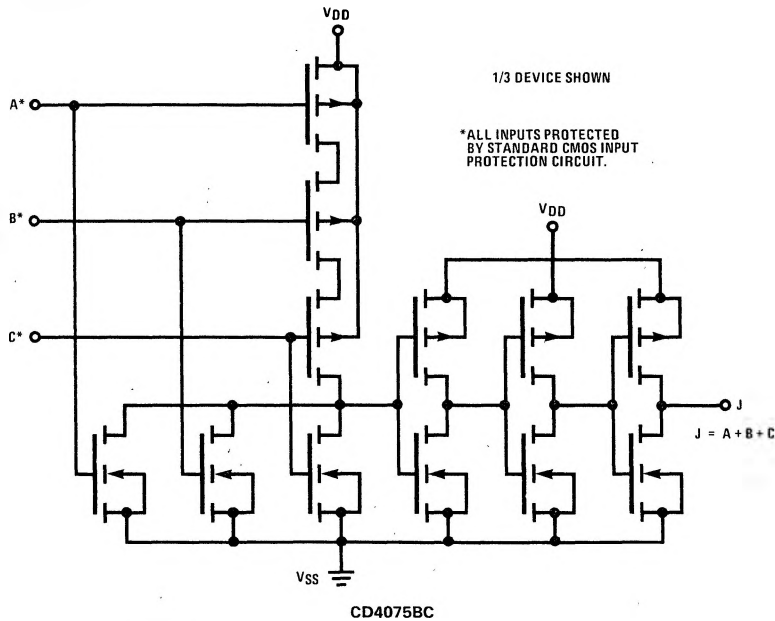 VDD
1/3 DEVICE SHOWN
A*
*ALL INPUTS PROTECTED
BY STANDARD CMOS INPUT
PROTECTION CIRCUIT.
B*
VDD
C*
J
J = A + B + C
VSS
CD4075BC